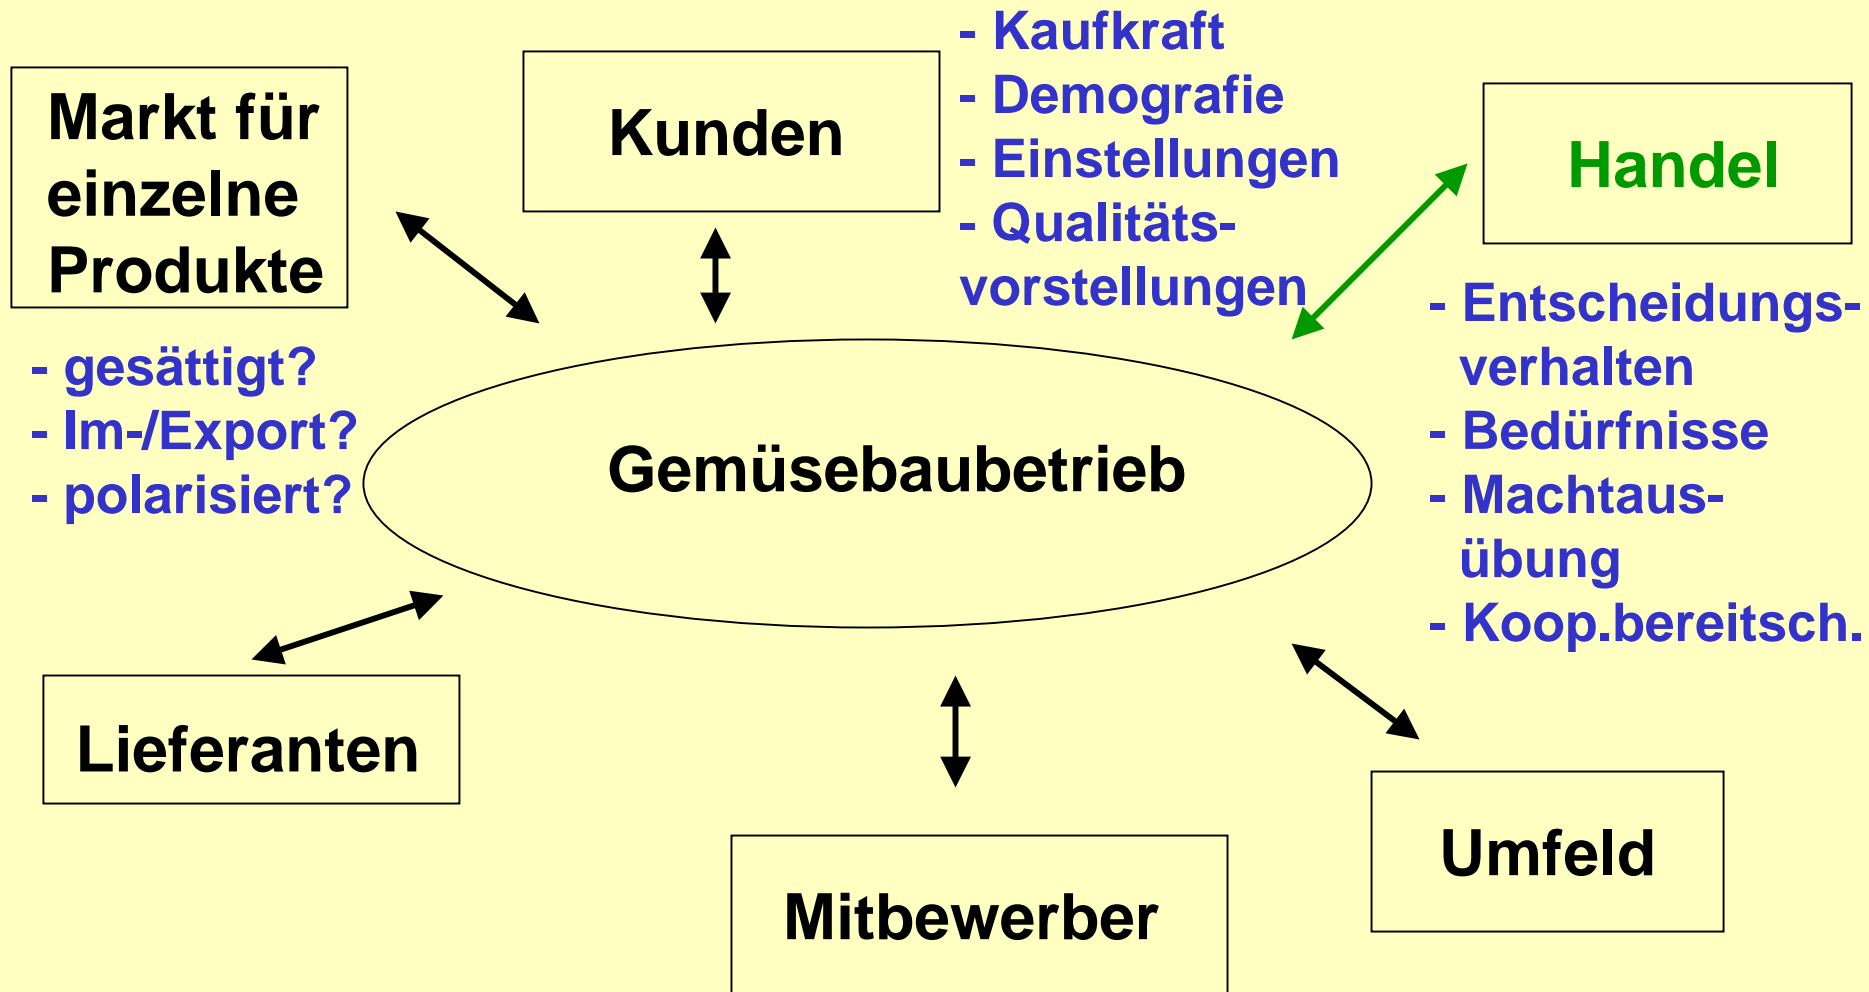 Markt für
einzelne
Produkte
- gesättigt?
- Im-/Export?
- polarisiert?
Kunden
- Kaufkraft
- Demografie
- Einstellungen
- Qualitäts-
vorstellungen
Handel
- Entscheidungs-
verhalten
- Bedürfnisse
- Machtaus-
übung
- Koop.bereitsch.
Gemüsebaubetrieb
Lieferanten
Mitbewerber
Umfeld